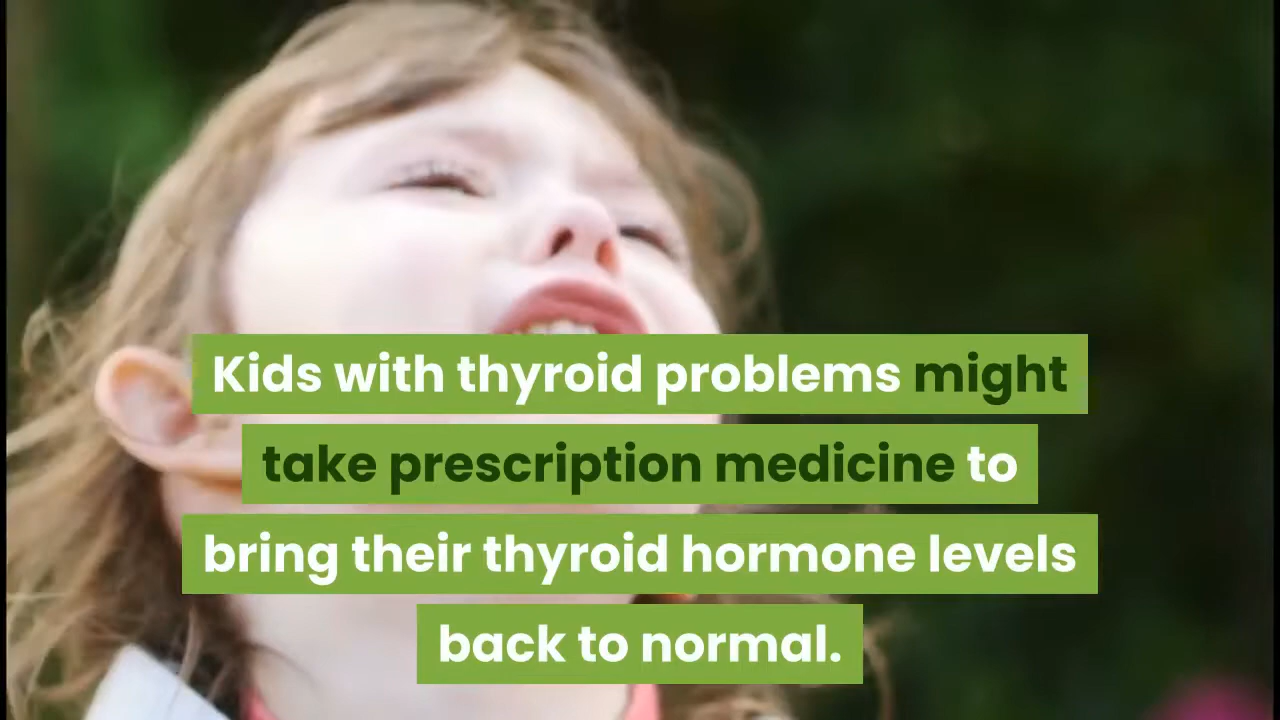 Kids with thyroid problems might
take prescription medicine to
bring their thyroid hormone levels
back to normal.